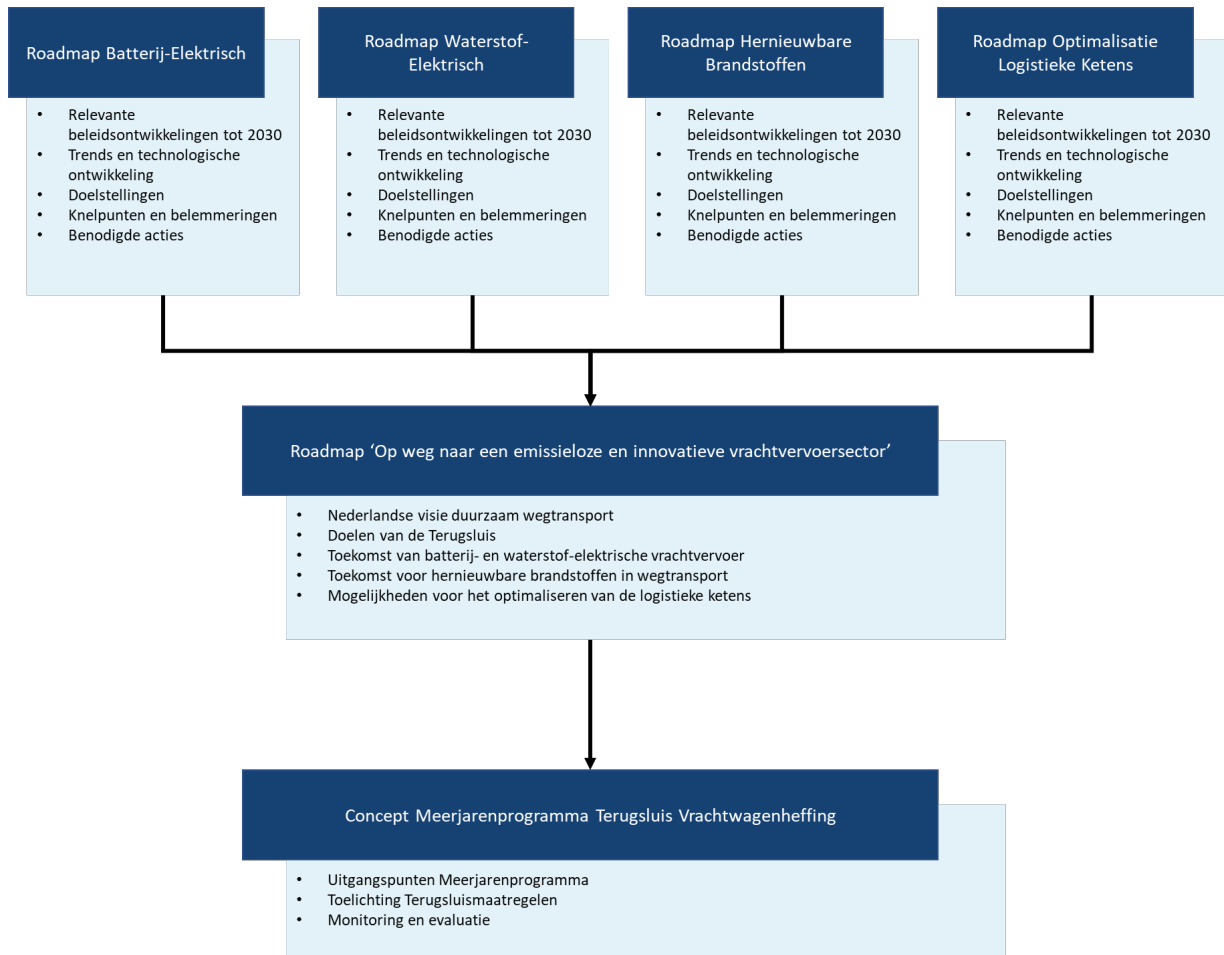 Roadmap Batterij-Elektrisch
• Relevante
beleidsontwikkelingen tot 2030
• Trends en technologische
ontwikkeling
• Doelstellingen
• Knelpunten en belemmeringen
• Benodigde acties
Roadmap Waterstof-
Elektrisch
• Relevante
beleidsontwikkelingen tot 2030
• Trends en technologische
ontwikkeling
• Doelstellingen
• Knelpunten en belemmeringen
• Benodigde acties
Roadmap Hernieuwbare
Brandstoffen
• Relevante
beleidsontwikkelingen tot 2030
• Trends en technologische
ontwikkeling
• Doelstellingen
• Knelpunten en belemmeringen
• Benodigde acties
Roadmap Optimalisatie
Logistieke Ketens
• Relevante
beleidsontwikkelingen tot 2030
• Trends en technologische
ontwikkeling
• Doelstellingen
• Knelpunten en belemmeringen
• Benodigde acties
Roadmap ‘Op weg naar een emissieloze en innovatieve vrachtvervoersector’
• Nederlandse visie duurzaam wegtransport
• Doelen van de Terugsluis
• Toekomst van batterij- en waterstof-elektrische vrachtvervoer
• Toekomst voor hernieuwbare brandstoffen in wegtransport
• Mogelijkheden voor het optimaliseren van de logistieke ketens
Concept Meerjarenprogramma Terugsluis Vrachtwagenheffing
• Uitgangspunten Meerjarenprogramma
• Toelichting Terugsluismaatregelen
• Monitoring en evaluatie